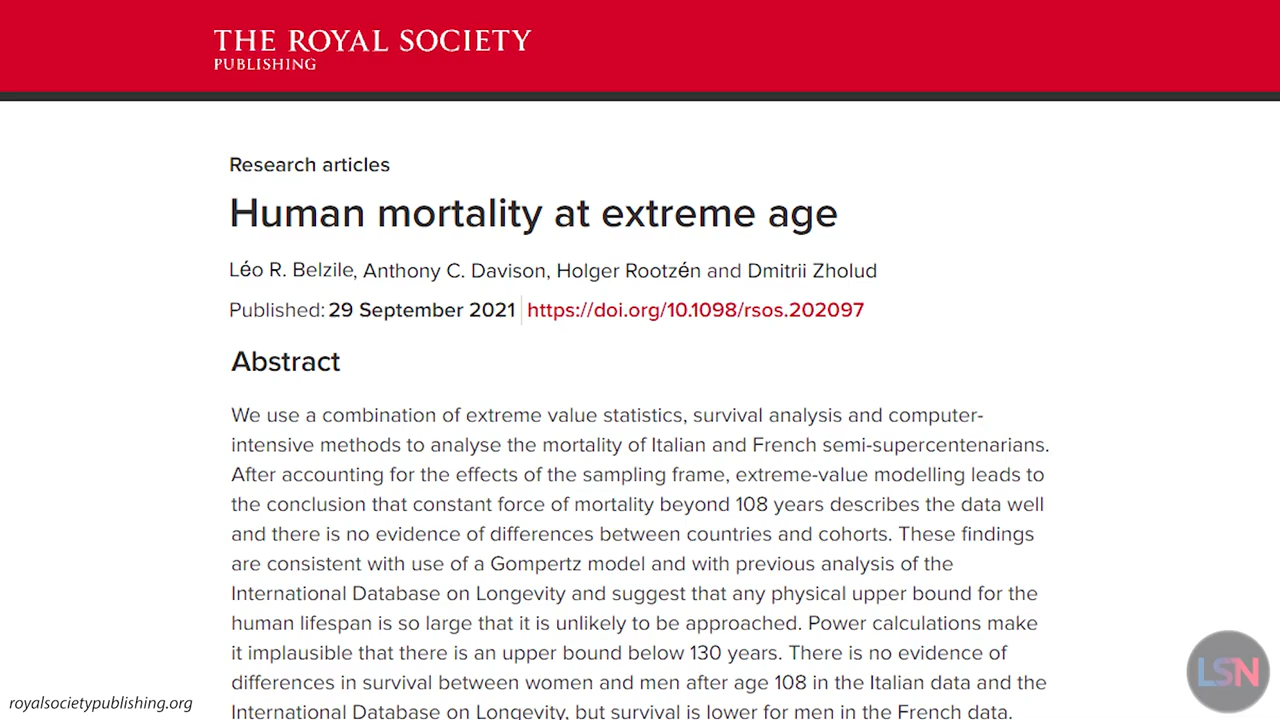 THE ROYAL SOCIETY
PUBLISHING
Research articles
Human mortality at extreme age
Léo R. Belzile, Anthony C. Davison, Holger Rootzén and Dmitrii Zholud
Published: 29 September 2021 https://doi.org/10.1098/rsos.202097
Abstract
We use a combination of extreme value statistics, survival analysis and computer-
intensive methods to analyse the mortality of Italian and French semi-supercentenarians.
After accounting for the effects of the sampling frame, extreme-value modelling leads to
the conclusion that constant force of mortality beyond 108 years describes the data well
and there is no evidence of differences between countries and cohorts. These findings
are consistent with use of a Gompertz model and with previous analysis of the
International Database on Longevity and suggest that any physical upper bound for the
human lifespan is so large that it is unlikely to be approached. Power calculations make
it implausible that there is an upper bound below 130 years. There is no evidence of
differences in survival between women and men after age 108 in the Italian data and the
International Database on Longevity, but survival is lower for men in the French data.
royalsocietypublishing.org
LSN